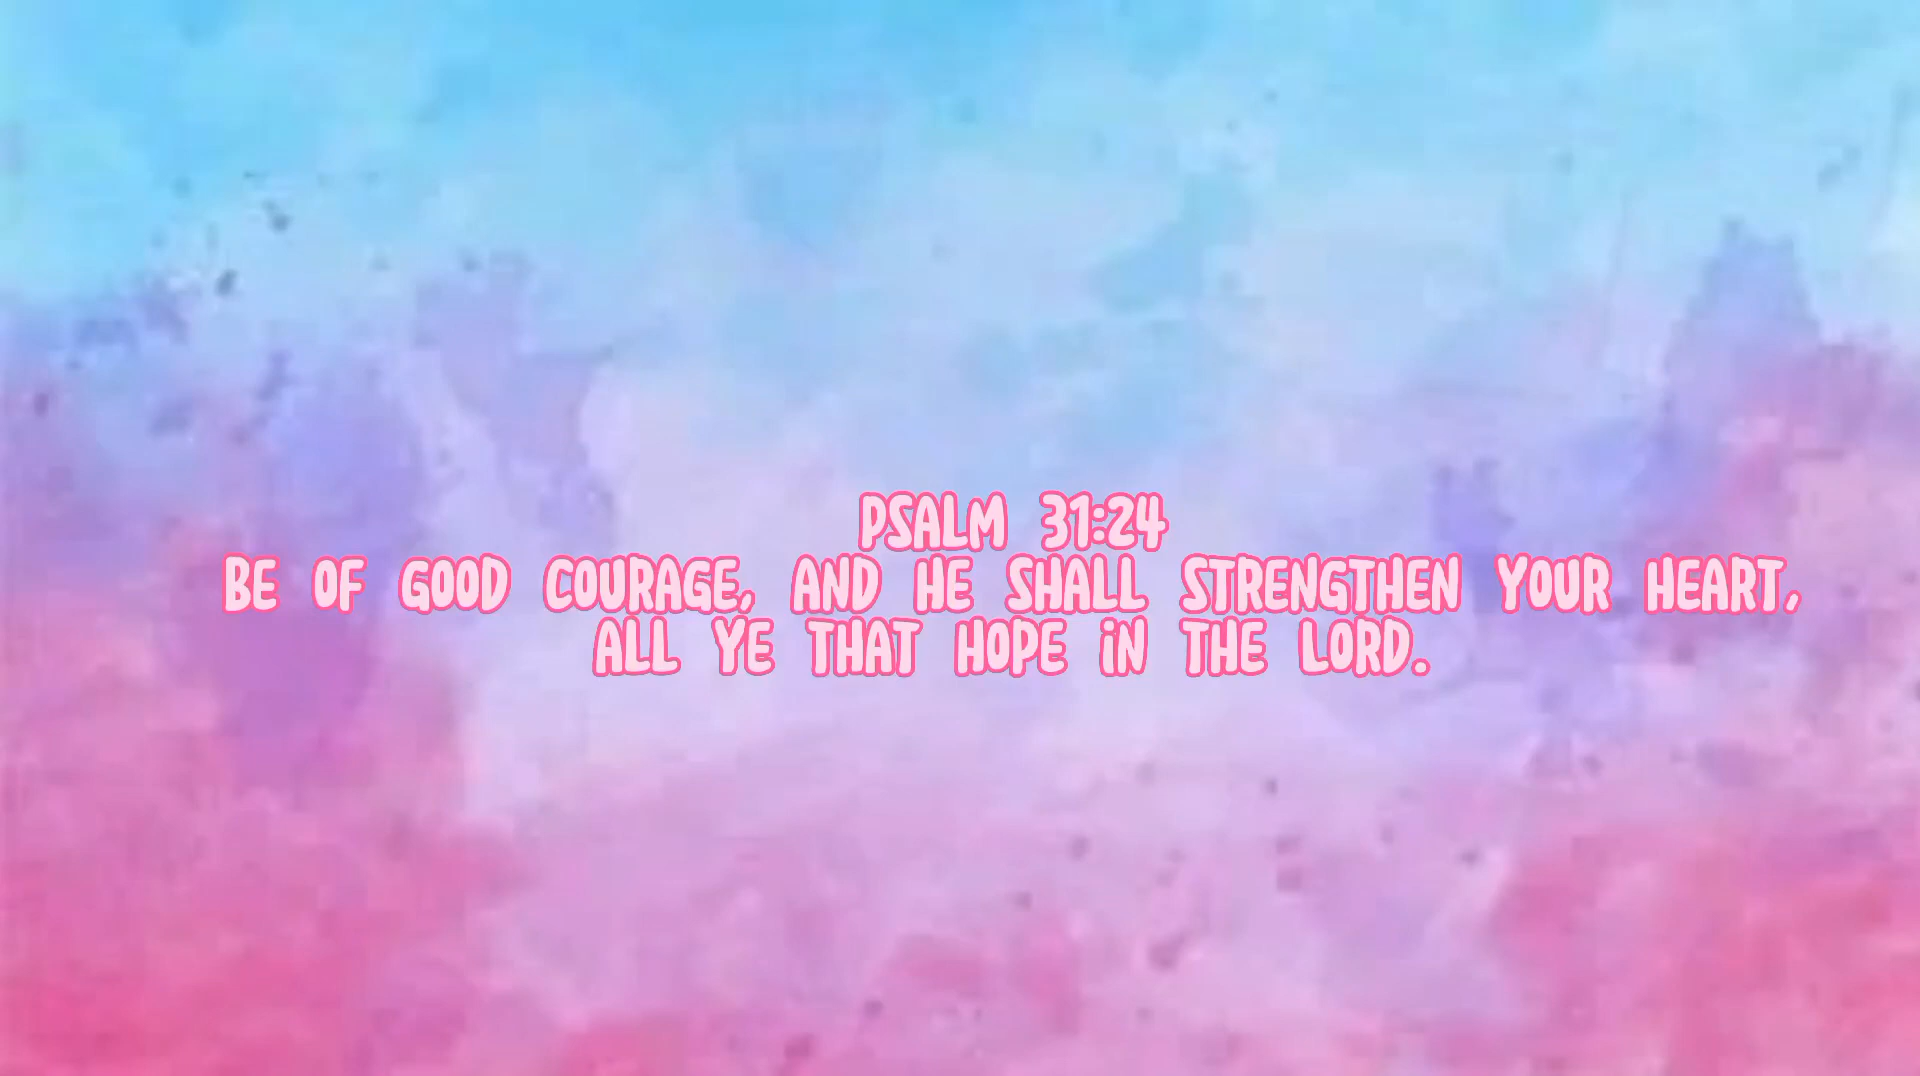 PSALM 31:24
BE OF GOOD COURAGE, AND HE SHALL STRENGTHEN YOUR HEART,
ALL YE THAT HOPE iN THE LORD.